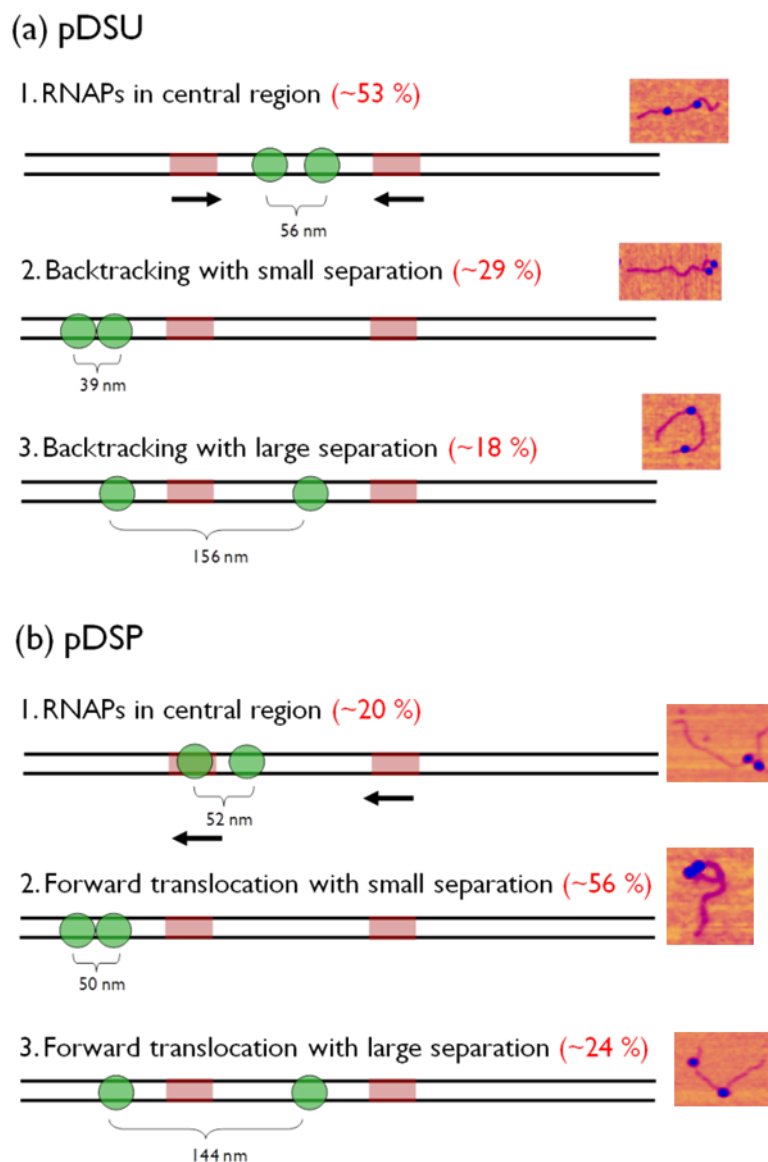 (a) pDSU
1. RNAPs in central region (~53 %)
56 nm
2. Backtracking with small separation (~29 %)
39 nm
3. Backtracking with large separation (~18 %)
156 nm
(b) pDSP
1. RNAPs in central region (~20 %)
52 nm
2. Forward translocation with small separation (~56 %)
50 nm
3. Forward translocation with large separation (~24 %)
144 nm